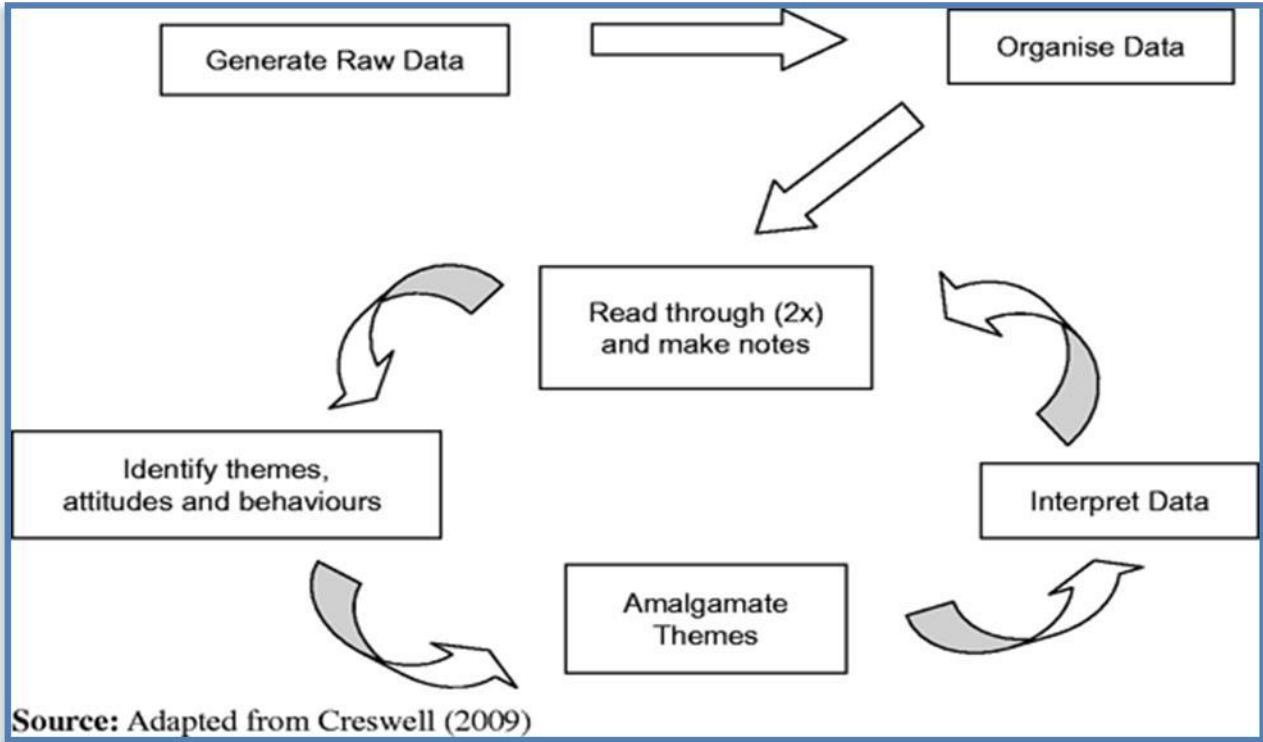 Generate Raw Data
Organise Data
Read through (2x)
and make notes
Identify themes,
attitudes and behaviours
Interpret Data
Amalgamate
Themes
Source: Adapted from Creswell (2009)